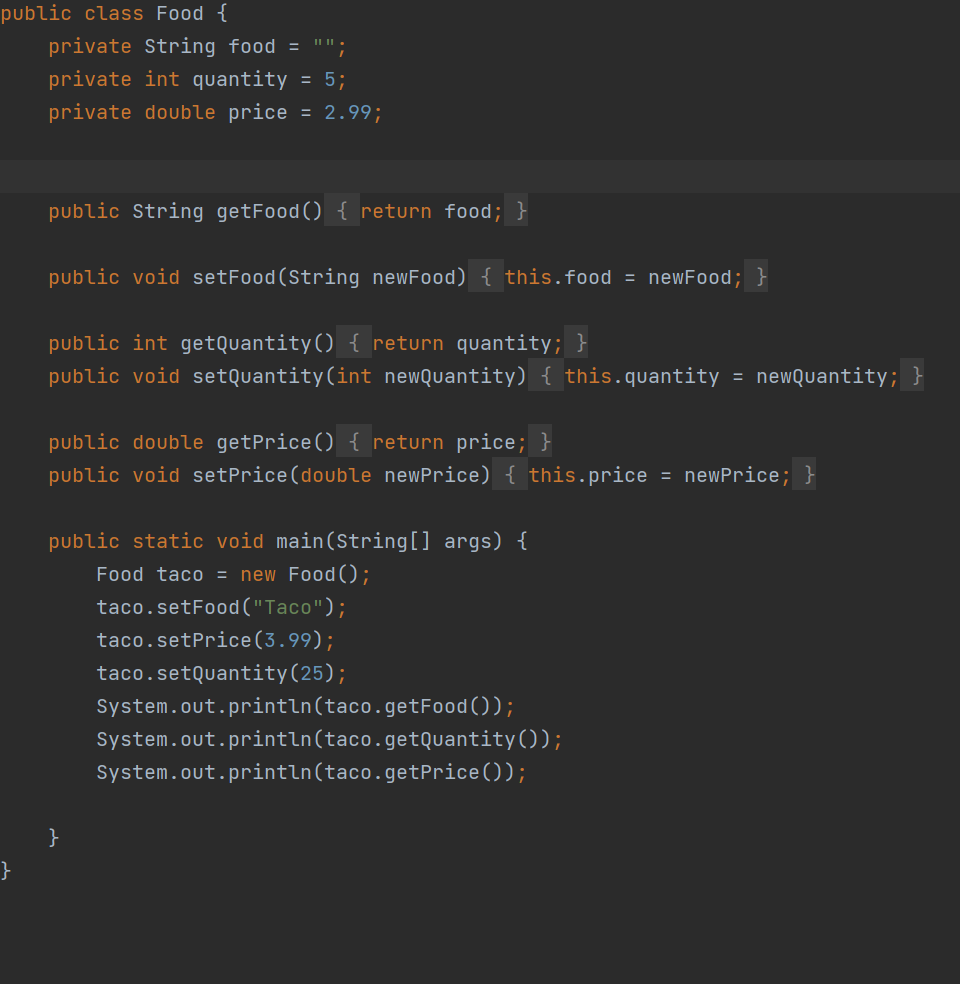 public class Food {
    private String food = "";
    private int quantity = 5;
    private double price = 2.99;
    public String getFood() { return food; }
    public void setFood(String newFood) { this.food = newFood; }
    public int getQuantity() { return quantity; }
    public void setQuantity(int newQuantity) { this.quantity = newQuantity; }
    public double getPrice() { return price; }
    public void setPrice(double newPrice) { this.price = newPrice; }
    public static void main(String[] args) {
        Food taco = new Food();
        taco.setFood("Taco");
        taco.setPrice(3.99);
        taco.setQuantity(25);
        System.out.println(taco.getFood());
        System.out.println(taco.getQuantity());
        System.out.println(taco.getPrice());
    }
}